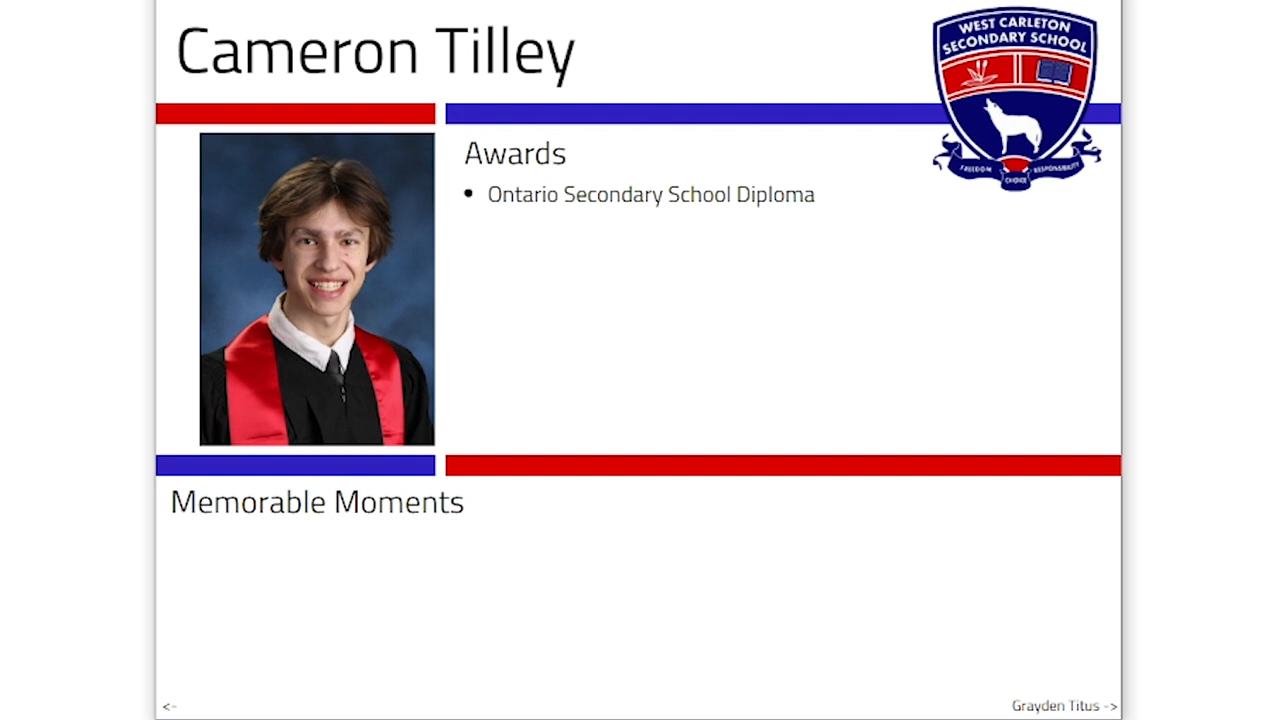 Cameron Tilley
WEST CARLETON
SECONDARY SCHOOL
FREEDOM
CHOICE
RESPONSIBILITY
Awards
• Ontario Secondary School Diploma
Memorable Moments
<-
Grayden Titus ->